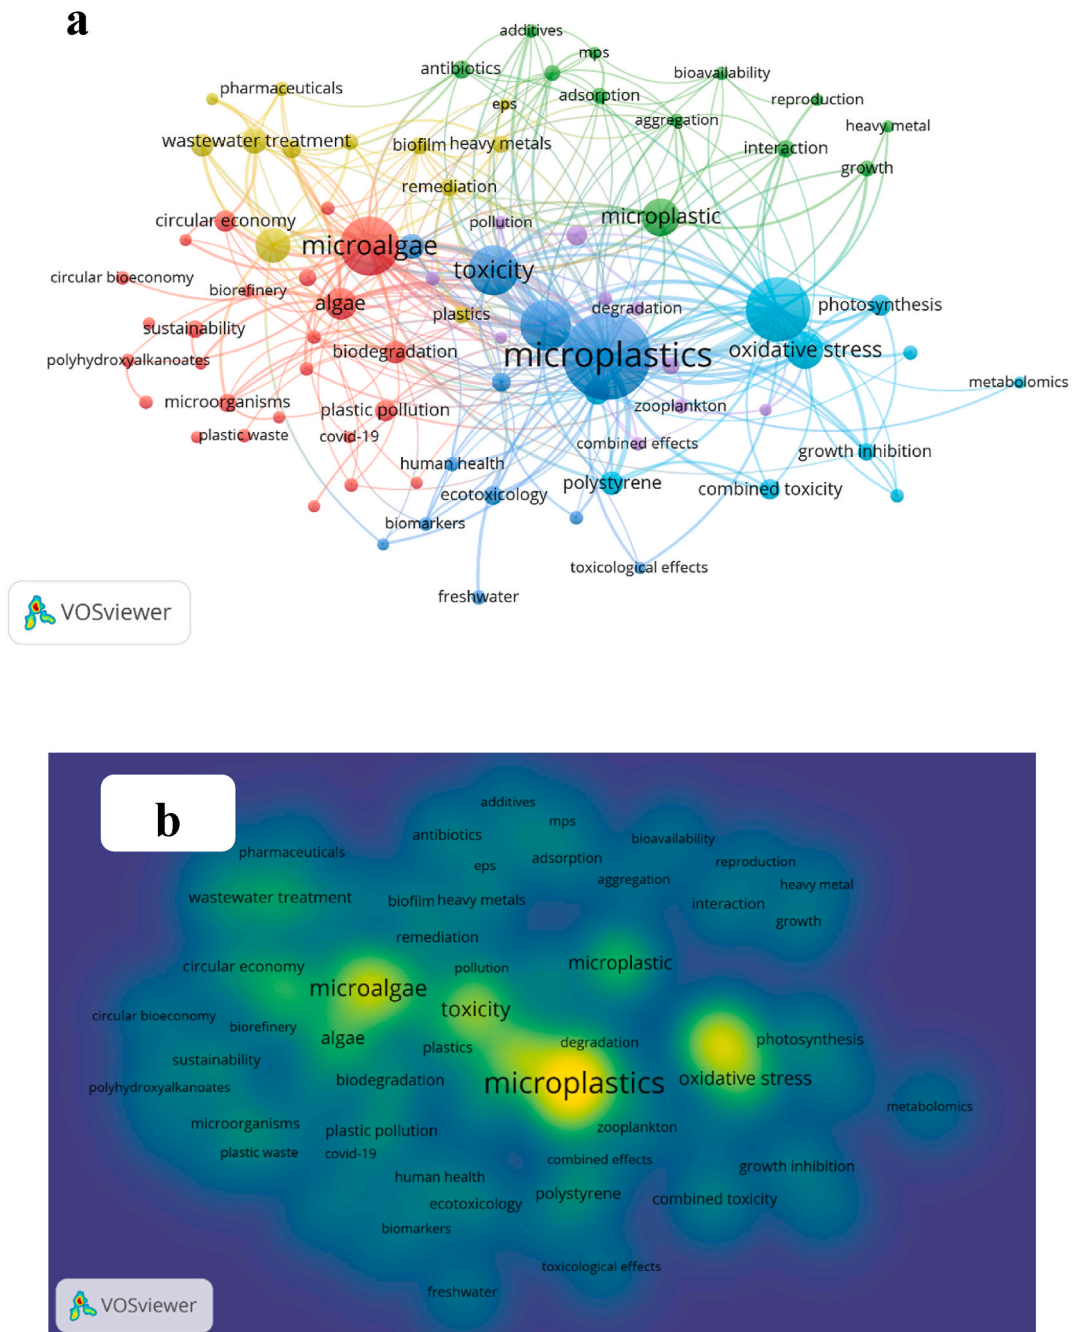 a
additives
mps
antibiotics
bioavailability
pharmaceuticals
eps
adsorption
reproduction
aggregation
heavy metal
wastewater treatment
biofilm
heavy metals
interaction
growth
remediation
circular economy
pollution
microplastic
microalgae
toxicity
circular bioeconomy
biorefinery
algae
plastics
degradation
photosynthesis
sustainability
polyhydroxyalkanoates
biodegradation
microplastics
oxidative stress
metabolomics
microorganisms
plastic pollution
zooplankton
plastic waste
covid-19
combined effects
growth inhibition
human health
ecotoxicology
polystyrene
combined toxicity
biomarkers
toxicological effects
freshwater
VOSviewer
b
additives
mps
antibiotics
bioavailability
pharmaceuticals
eps
adsorption
reproduction
aggregation
heavy metal
wastewater treatment
biofilm
heavy metals
interaction
growth
remediation
circular economy
pollution
microplastic
microalgae
toxicity
circular bioeconomy
biorefinery
algae
plastics
degradation
photosynthesis
sustainability
polyhydroxyalkanoates
biodegradation
microplastics
oxidative stress
metabolomics
microorganisms
plastic pollution
zooplankton
plastic waste
covid-19
combined effects
growth inhibition
human health
ecotoxicology
polystyrene
combined toxicity
biomarkers
toxicological effects
freshwater
VOSviewer